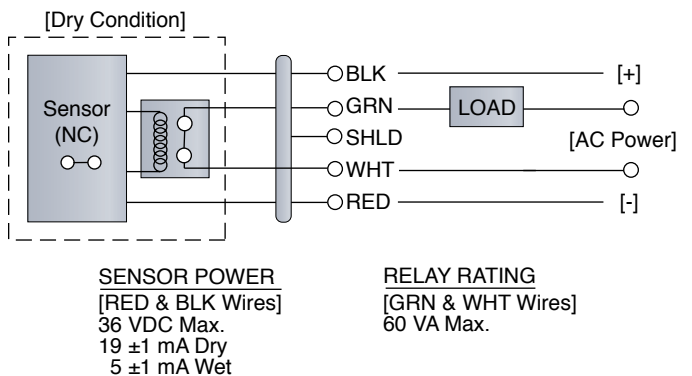 [Dry Condition]
Sensor
(NC)
BLK
[+]
GRN
LOAD
SHLD
[AC Power]
WHT
RED
[-]
SENSOR POWER
[RED & BLK Wires]
36 VDC Max.
19 ±1 mA Dry
5 ±1 mA Wet
RELAY RATING
[GRN & WHT Wires]
60 VA Max.